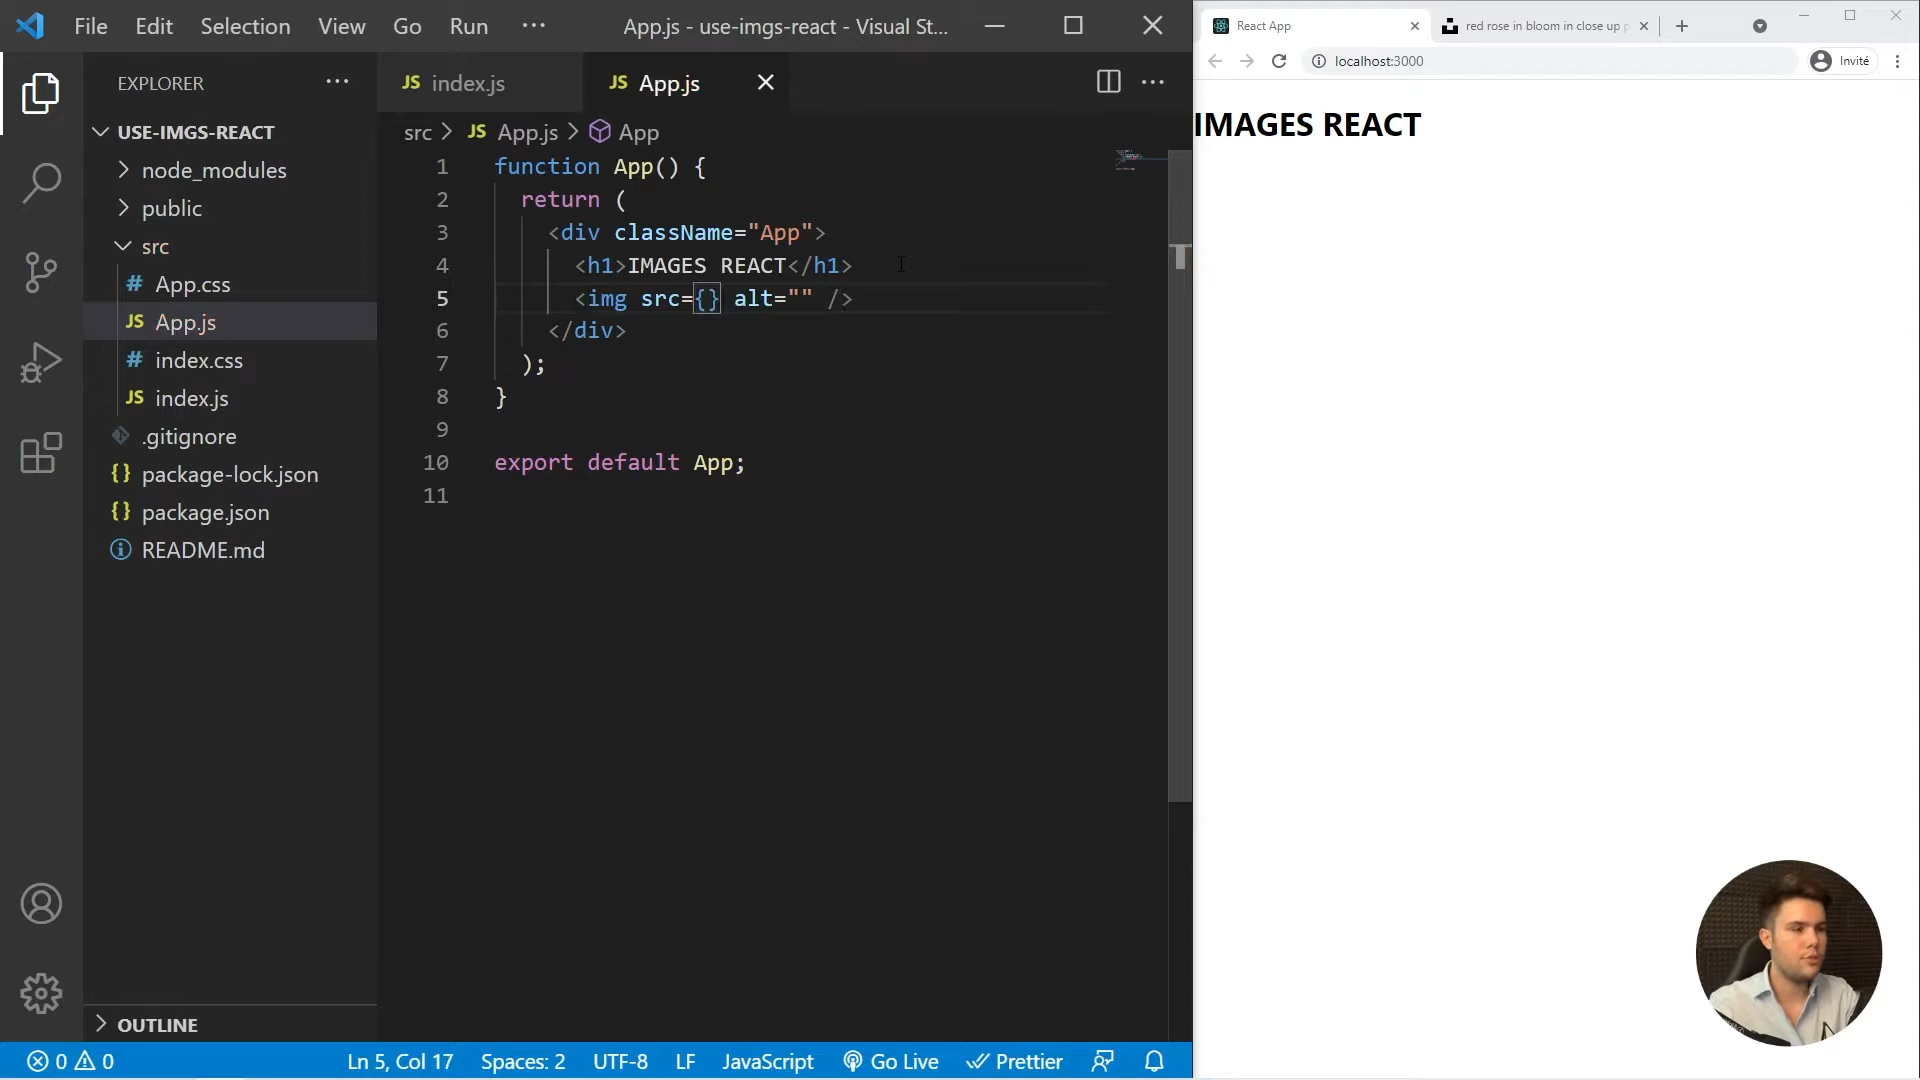 File Edit Selection View Go Run ··· App.js - use-imgs-react - Visual St...
EXPLORER ···
USE-IMGS-REACT
node_modules
public
src
# App.css
JS App.js
# index.css
JS index.js
.gitignore
{} package-lock.json
{} package.json
README.md
OUTLINE
JS index.js JS App.js
src > JS App.js > App
1 function App() {
2 return (
3 <div className="App">
4 <h1>IMAGES REACT</h1>
5 <img src={} alt="" />
6 </div>
7 );
8 }
9
10 export default App;
11
0 0 Ln 5, Col 17 Spaces: 2 UTF-8 LF JavaScript Go Live Prettier
React App red rose in bloom in close up p
localhost:3000 Invité
IMAGES REACT